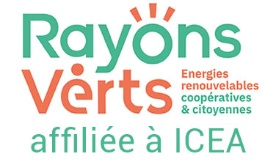 Rayons
Verts
Energies
renouvelables
coopératives
& citoyennes
affiliée à ICEA